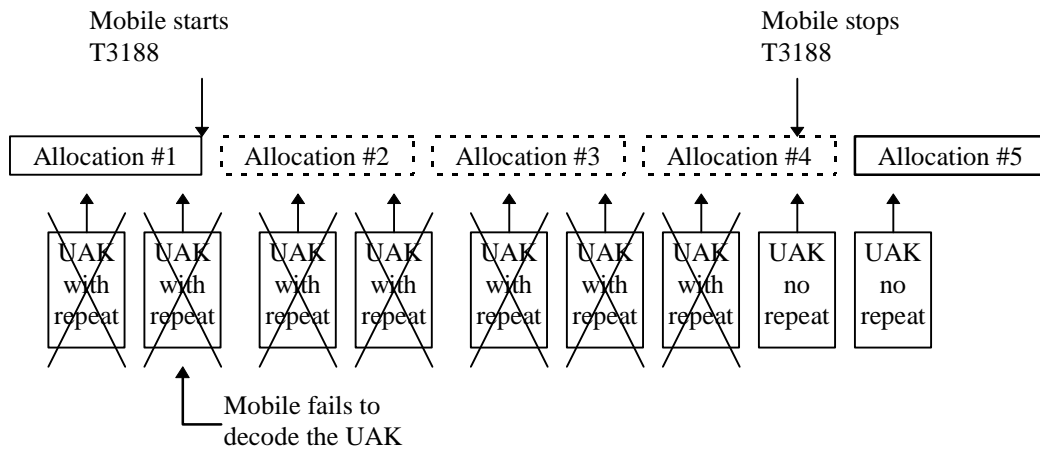 Mobile starts
T3188
Mobile stops
T3188
Allocation #1
Allocation #2
Allocation #3
Allocation #4
Allocation #5
UAK
with
repeat
UAK
with
repeat
UAK
with
repeat
UAK
with
repeat
UAK
with
repeat
UAK
with
repeat
UAK
with
repeat
UAK
no
repeat
UAK
no
repeat
Mobile fails to
decode the UAK